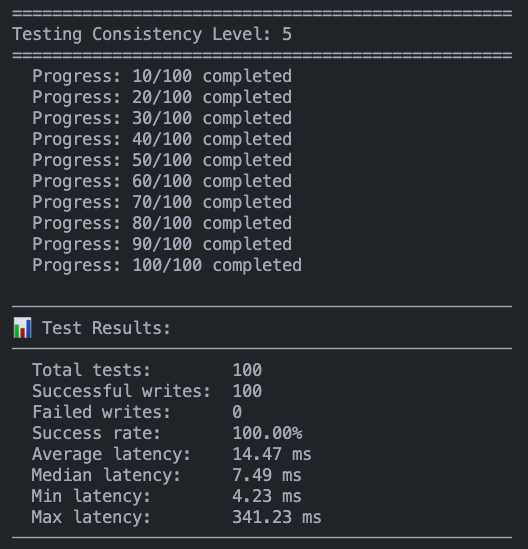 Testing Consistency Level: 5
Progress: 10/100 completed
Progress: 20/100 completed
Progress: 30/100 completed
Progress: 40/100 completed
Progress: 50/100 completed
Progress: 60/100 completed
Progress: 70/100 completed
Progress: 80/100 completed
Progress: 90/100 completed
Progress: 100/100 completed
📊 Test Results:
Total tests: 100
Successful writes: 100
Failed writes: 0
Success rate: 100.00%
Average latency: 14.47 ms
Median latency: 7.49 ms
Min latency: 4.23 ms
Max latency: 341.23 ms